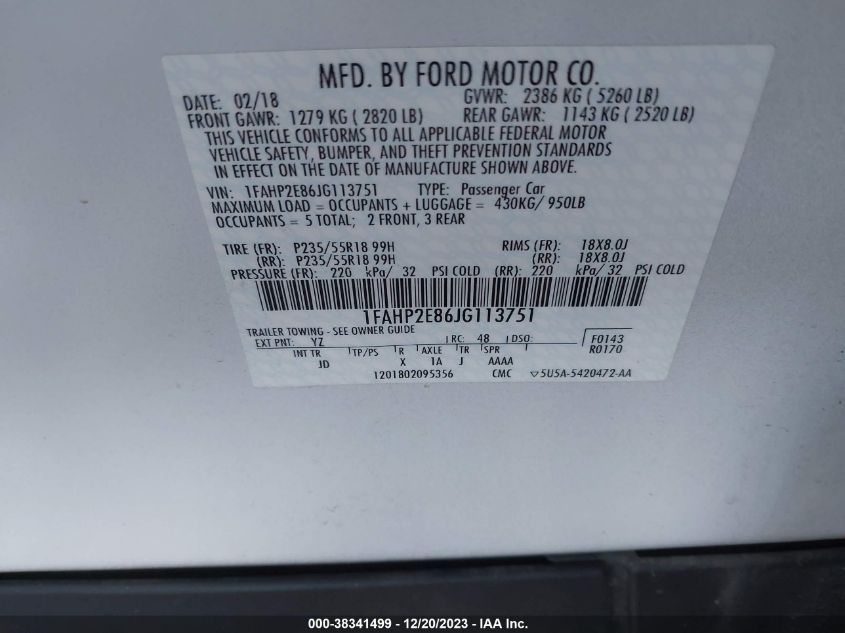 MFD. BY FORD MOTOR CO.
DATE: 02/18 GVWR: 2386 KG ( 5260 LB)
FRONT GAWR: 1279 KG ( 2820 LB) REAR GAWR: 1143 KG ( 2520 LB)
THIS VEHICLE CONFORMS TO ALL APPLICABLE FEDERAL MOTOR
VEHICLE SAFETY, BUMPER, AND THEFT PREVENTION STANDARDS
IN EFFECT ON THE DATE OF MANUFACTURE SHOWN ABOVE.
VIN: 1FAHP2E86JG113751 TYPE: Passenger Car
MAXIMUM LOAD = OCCUPANTS + LUGGAGE = 430KG/ 950LB
OCCUPANTS = 5 TOTAL; 2 FRONT, 3 REAR
TIRE (FR): P235/55R18 99H RIMS (FR): 18X8.0J
(RR): P235/55R18 99H (RR): 18X8.0J
PRESSURE (FR): 220 kPa/ 32 PSI COLD (RR): 220 kPa/ 32 PSI COLD
1FAHP2E86JG113751
TRAILER TOWING - SEE OWNER GUIDE
EXT PNT: YZ RC: 48 DSO: F0143
INT TR TP/PS R AXLE TR SPR R0170
JD X 1A J AAAA
1201802095356 CMC ▽5U5A-5420472-AA
000-38341499 — 12/20/2023 — IAA Inc.